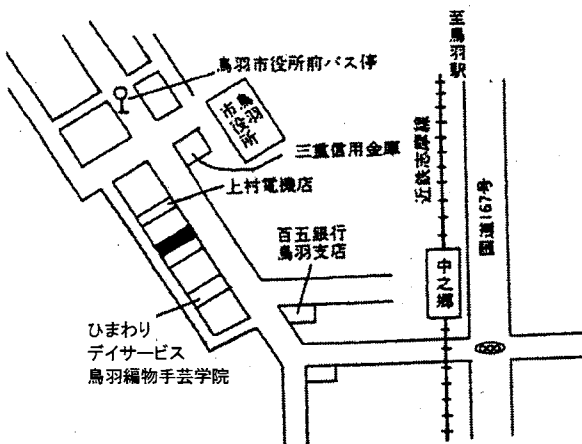 至鳥羽駅
鳥羽市役所前バス停
鳥羽
市役所
三重信用金庫
近鉄志摩線
国道167号
上村電機店
百五銀行
鳥羽支店
中之郷
ひまわり
デイサービス
鳥羽編物手芸学院